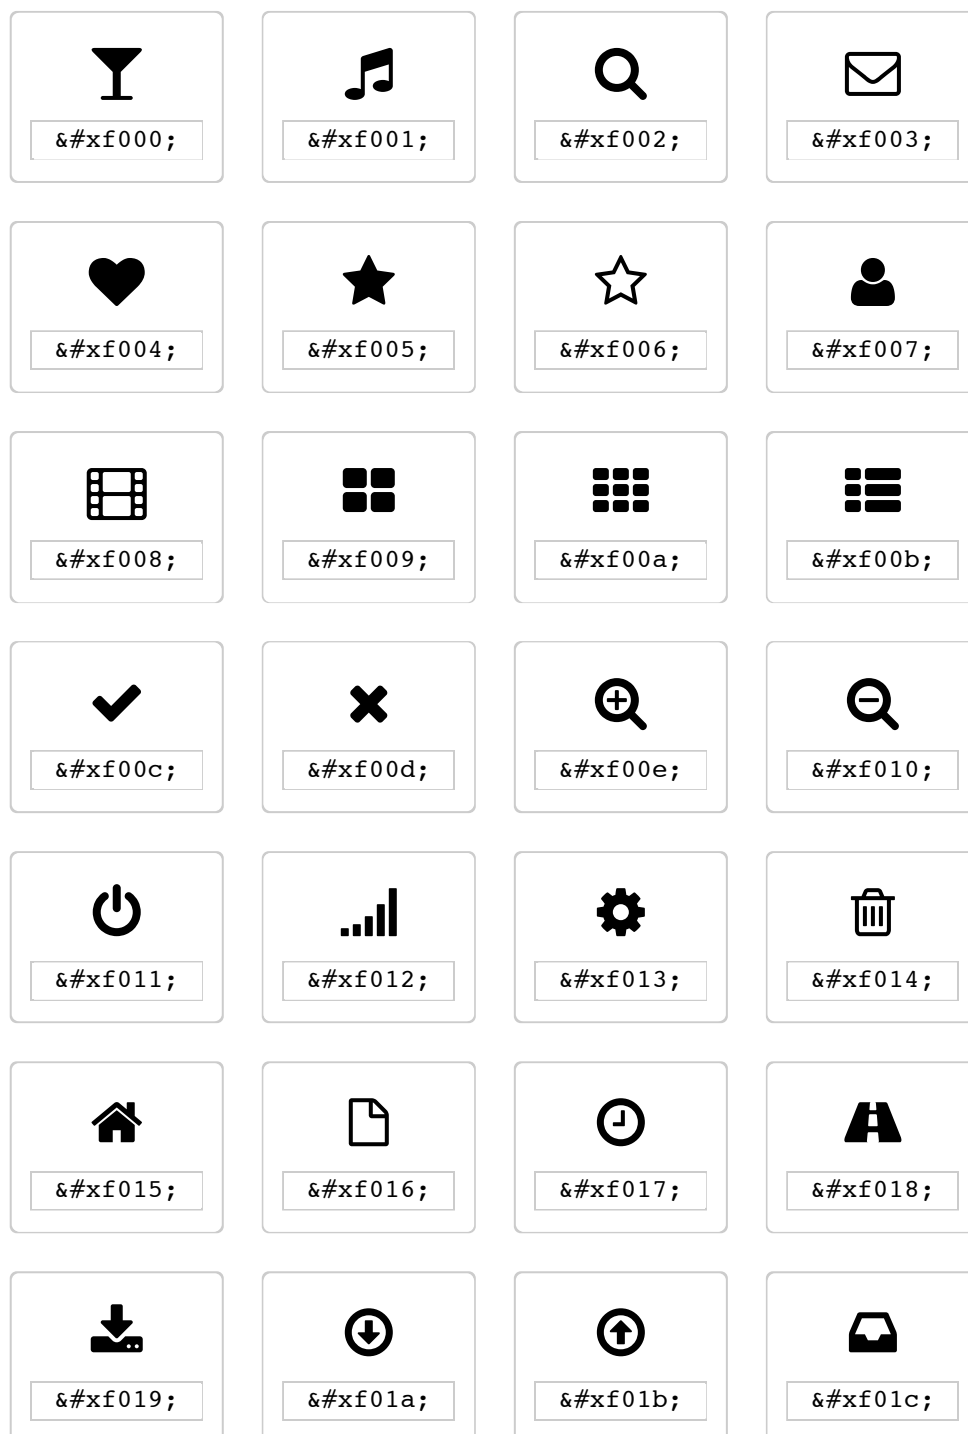 &#xf000; &#xf001; &#xf002; &#xf003;
&#xf004; &#xf005; &#xf006; &#xf007;
&#xf008; &#xf009; &#xf00a; &#xf00b;
&#xf00c; &#xf00d; &#xf00e; &#xf010;
&#xf011; &#xf012; &#xf013; &#xf014;
&#xf015; &#xf016; &#xf017; &#xf018;
&#xf019; &#xf01a; &#xf01b; &#xf01c;